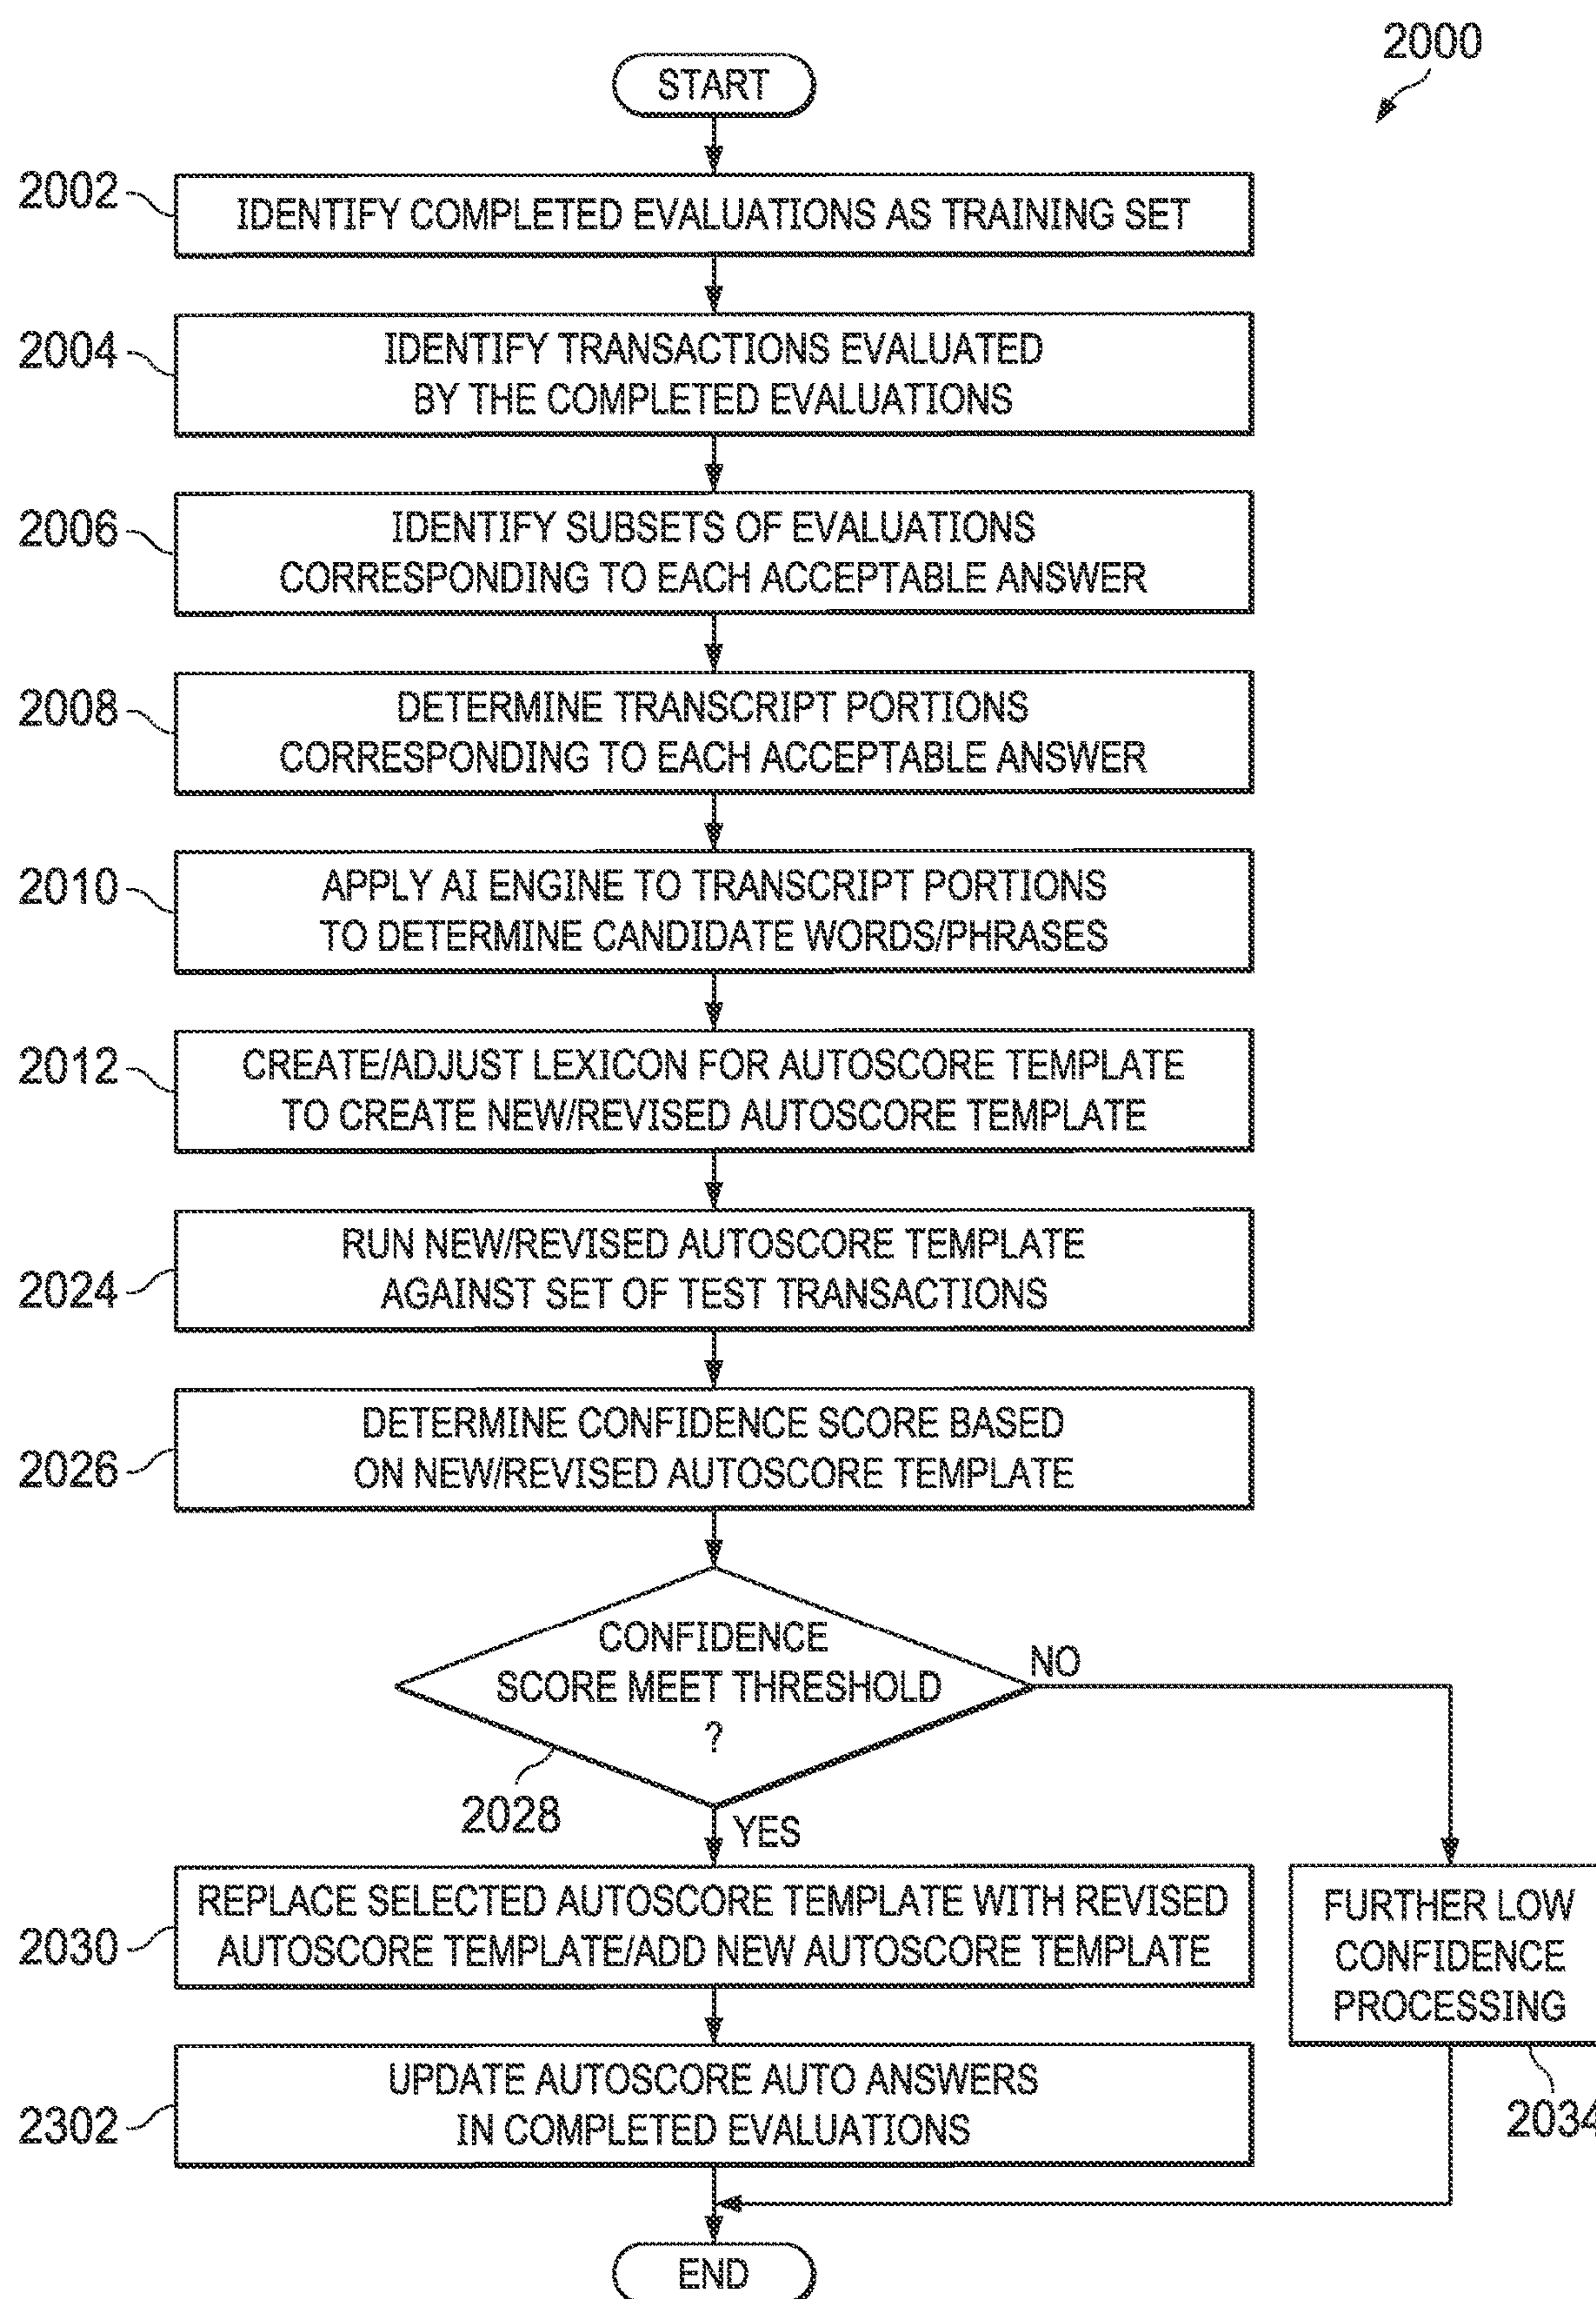 2000
START
2002
IDENTIFY COMPLETED EVALUATIONS AS TRAINING SET
2004
IDENTIFY TRANSACTIONS EVALUATED
BY THE COMPLETED EVALUATIONS
2006
IDENTIFY SUBSETS OF EVALUATIONS
CORRESPONDING TO EACH ACCEPTABLE ANSWER
2008
DETERMINE TRANSCRIPT PORTIONS
CORRESPONDING TO EACH ACCEPTABLE ANSWER
2010
APPLY AI ENGINE TO TRANSCRIPT PORTIONS
TO DETERMINE CANDIDATE WORDS/PHRASES
2012
CREATE/ADJUST LEXICON FOR AUTOSCORE TEMPLATE
TO CREATE NEW/REVISED AUTOSCORE TEMPLATE
2024
RUN NEW/REVISED AUTOSCORE TEMPLATE
AGAINST SET OF TEST TRANSACTIONS
2026
DETERMINE CONFIDENCE SCORE BASED
ON NEW/REVISED AUTOSCORE TEMPLATE
CONFIDENCE
SCORE MEET THRESHOLD
?
NO
2028
YES
2030
REPLACE SELECTED AUTOSCORE TEMPLATE WITH REVISED
AUTOSCORE TEMPLATE/ADD NEW AUTOSCORE TEMPLATE
FURTHER LOW
CONFIDENCE
PROCESSING
2034
2302
UPDATE AUTOSCORE AUTO ANSWERS
IN COMPLETED EVALUATIONS
END